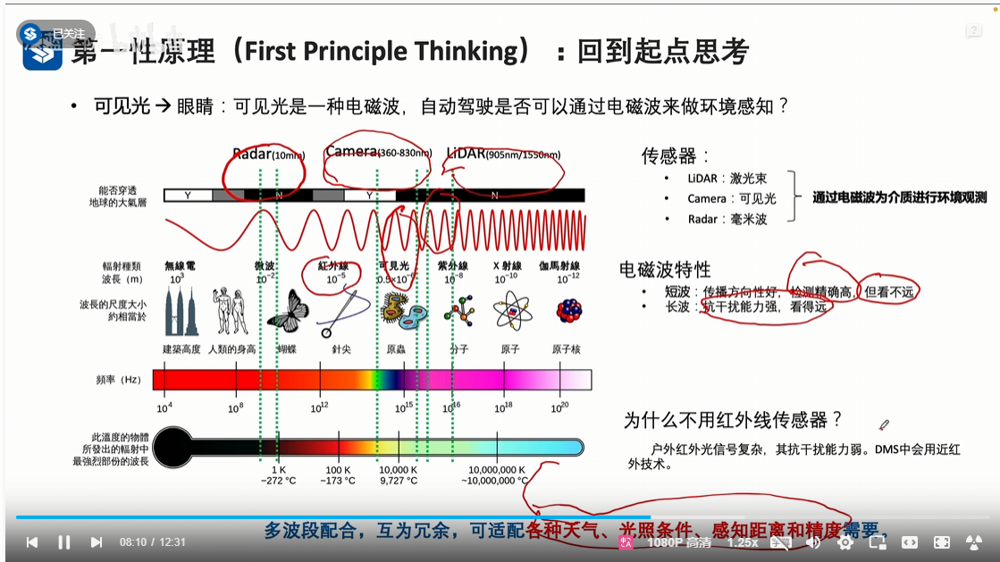 已关注
第一性原理（First Principle Thinking）：回到起点思考
• 可见光→眼睛：可见光是一种电磁波，自动驾驶是否可以通过电磁波来做环境感知？
Radar(10mm) Camera(360-830nm) LiDAR(905nm/1550nm)
能否穿透
地球的大氣層
Y N Y N
輻射種類 無線電 微波 紅外線 可見光 紫外線 X射線 伽馬射線
波長（m） 10³ 10⁻² 10⁻⁵ 0.5×10⁻⁶ 10⁻⁸ 10⁻¹⁰ 10⁻¹²
波長的尺度大小
約相當於
建築高度 人類的身高 蝴蝶 針尖 原蟲 分子 原子 原子核
頻率（Hz）
10⁴ 10⁸ 10¹² 10¹⁵ 10¹⁶ 10¹⁸ 10²⁰
此溫度的物體
所發出的輻射中
最強烈部份的波長
1 K 100 K 10,000 K 10,000,000 K
−272 °C −173 °C 9,727 °C ~10,000,000 °C
传感器：
• LiDAR：激光束
• Camera：可见光
• Radar：毫米波
通过电磁波为介质进行环境观测
电磁波特性
• 短波：传播方向性好，检测精确高，但看不远
• 长波：抗干扰能力强，看得远
为什么不用红外线传感器？
户外红外光信号复杂，其抗干扰能力弱。DMS中会用近红
外技术。
多波段配合，互为冗余，可适配各种天气、光照条件、感知距离和精度需要。
08:10 / 12:31
1080P 高清 1.25x